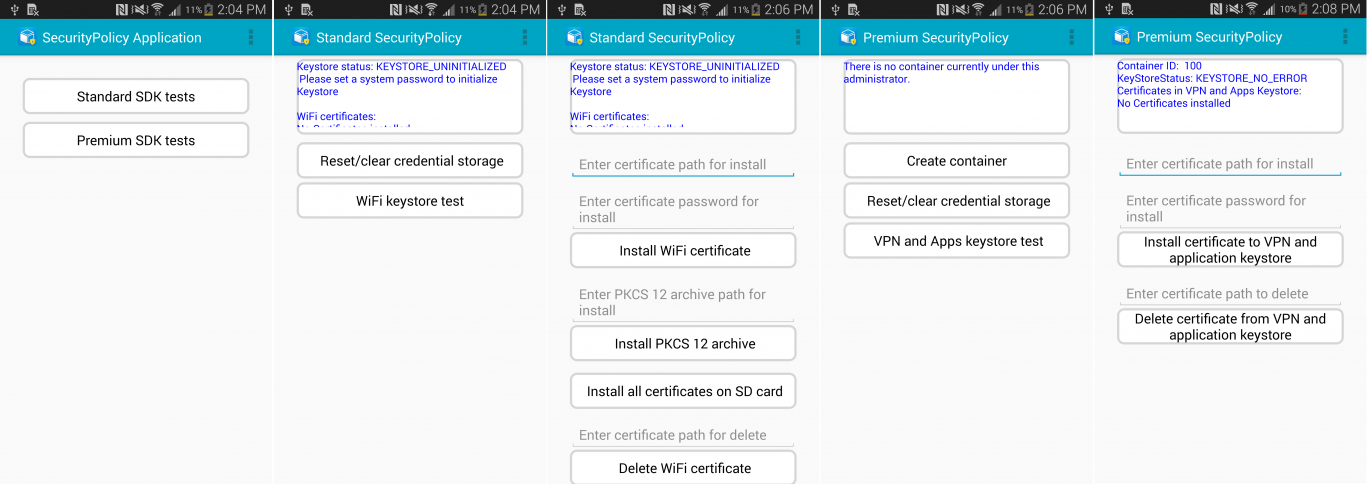 11% 2:04 PM
SecurityPolicy Application
Standard SDK tests
Premium SDK tests
11% 2:04 PM
Standard SecurityPolicy
Keystore status: KEYSTORE_UNINITIALIZED
Please set a system password to initialize
Keystore
WiFi certificates:
No Certificates installed
Reset/clear credential storage
WiFi keystore test
11% 2:06 PM
Standard SecurityPolicy
Keystore status: KEYSTORE_UNINITIALIZED
Please set a system password to initialize
Keystore
WiFi certificates:
No Certificates installed
Enter certificate path for install
Enter certificate password for
install
Install WiFi certificate
Enter PKCS 12 archive path for
install
Install PKCS 12 archive
Install all certificates on SD card
Enter certificate path for delete
Delete WiFi certificate
11% 2:06 PM
Premium SecurityPolicy
There is no container currently under this
administrator.
Create container
Reset/clear credential storage
VPN and Apps keystore test
10% 2:08 PM
Premium SecurityPolicy
Container ID: 100
KeyStoreStatus: KEYSTORE_NO_ERROR
Certificates in VPN and Apps Keystore:
No Certificates installed
Enter certificate path for install
Enter certificate password for
install
Install certificate to VPN and
application keystore
Enter certificate path to delete
Delete certificate from VPN and
application keystore